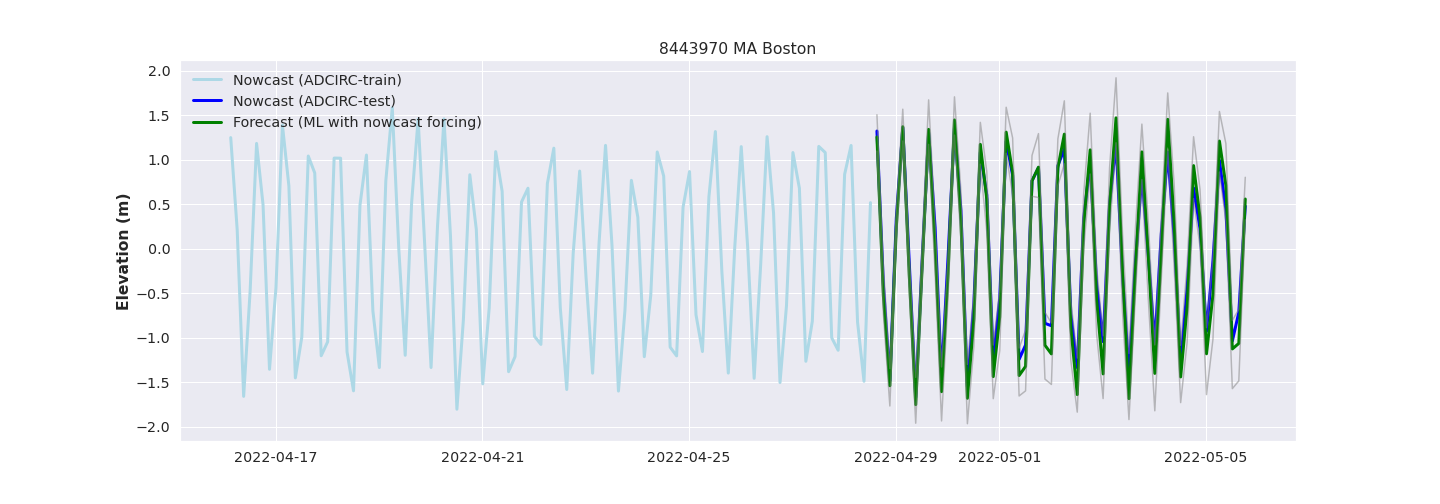 8443970 MA Boston
Nowcast (ADCIRC-train)
Nowcast (ADCIRC-test)
Forecast (ML with nowcast forcing)
Elevation (m)
2.0
1.5
1.0
0.5
0.0
−0.5
−1.0
−1.5
−2.0
2022-04-17 2022-04-21 2022-04-25 2022-04-29 2022-05-01 2022-05-05